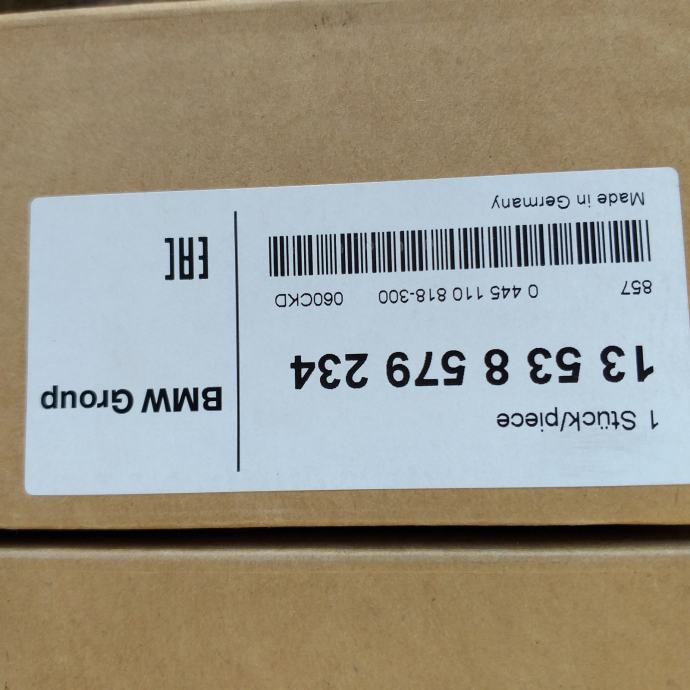 1 Stück/piece
13 53 8 579 234
857 0 445 110 818-300 060CKD
Made in Germany
BMW Group
EAC